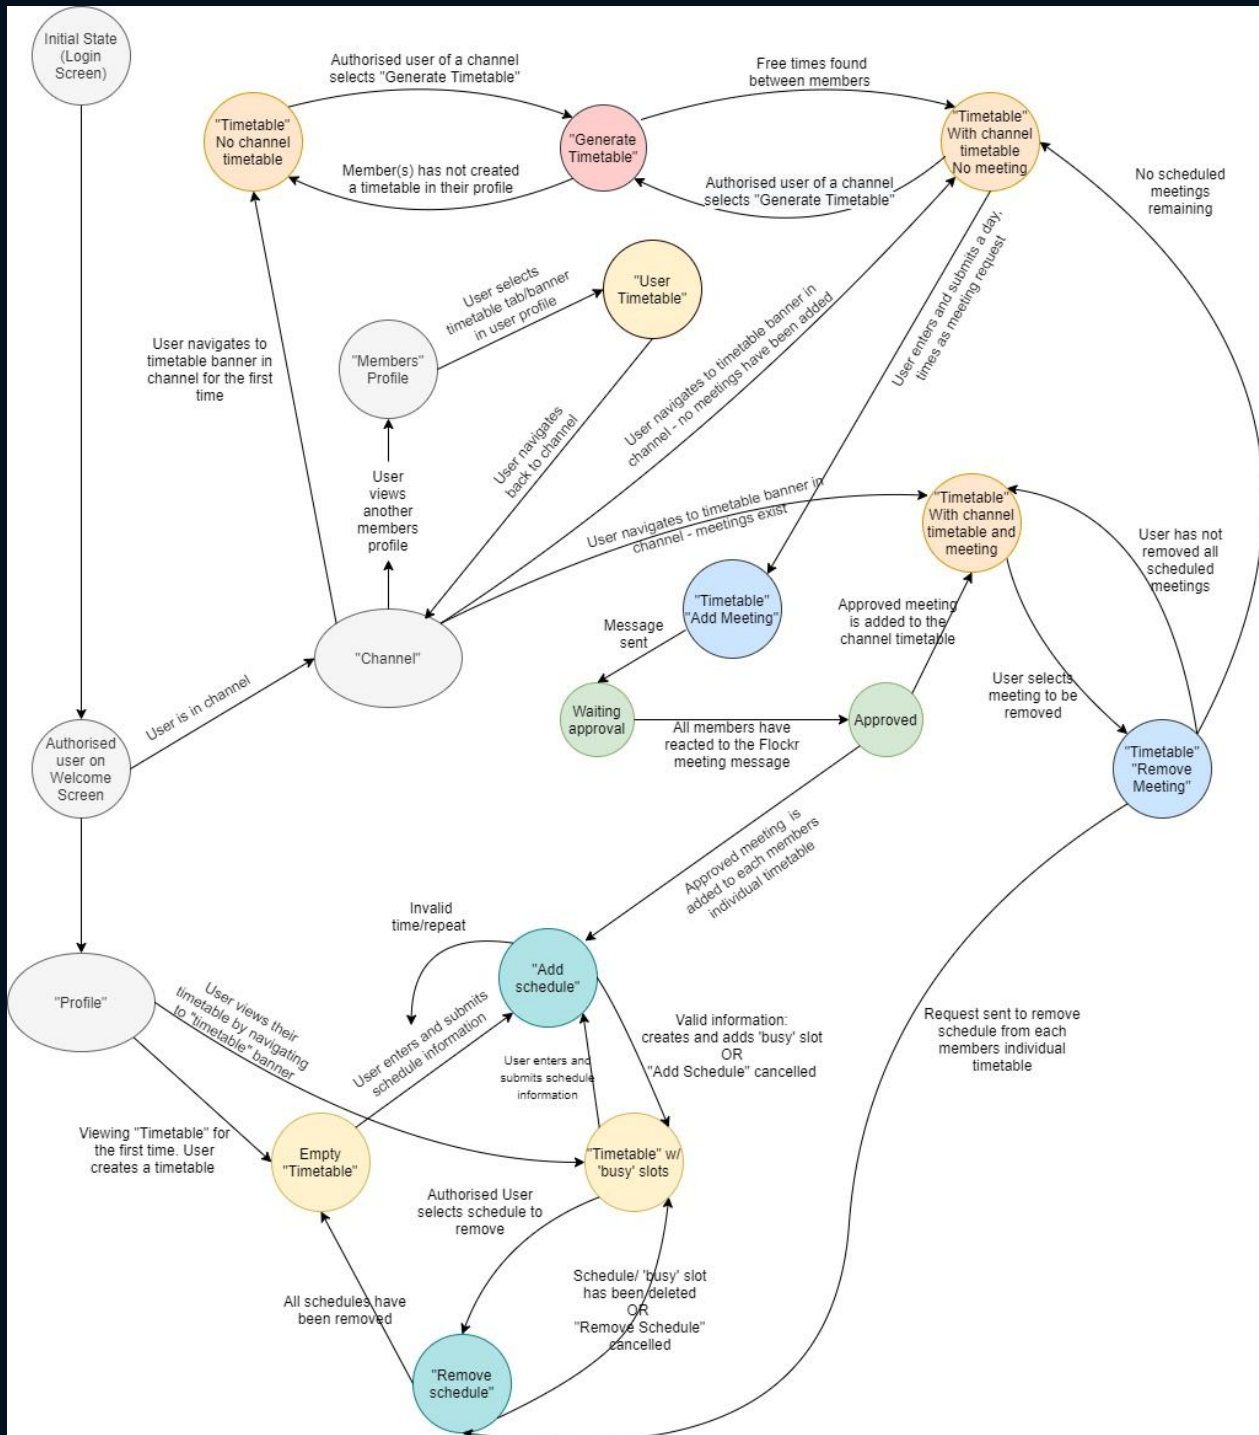 Initial State
(Login
Screen)
Authorised user of a channel
selects "Generate Timetable"
Free times found
between members
"Timetable"
No channel
timetable
"Generate
Timetable"
"Timetable"
With channel
timetable
No meeting
Member(s) has not created
a timetable in their profile
Authorised user of a channel
selects "Generate Timetable"
No scheduled
meetings
remaining
User selects
timetable tab/banner
in user profile
"User
Timetable"
User enters and submits a day,
times as meeting request
User navigates to
timetable banner in
channel for the first
time
"Members"
Profile
User navigates to timetable banner in
channel - no meetings have been added
User navigates
back to channel
User
views
another
members
profile
User navigates to timetable banner in
channel - meetings exist
"Timetable"
With channel
timetable and
meeting
User has not
removed all
scheduled
meetings
"Timetable"
"Add Meeting"
Approved meeting
is added to the
channel timetable
Message
sent
"Channel"
User is in channel
User selects
meeting to be
removed
Waiting
approval
All members have
reacted to the Flockr
meeting message
Approved
Authorised
user on
Welcome
Screen
"Timetable"
"Remove
Meeting"
Approved meeting is
added to each members
individual timetable
Invalid
time/repeat
"Add
schedule"
"Profile"
User views their
timetable by navigating
to "timetable" banner
User enters and submits
schedule information
Valid information:
creates and adds 'busy' slot
OR
"Add Schedule" cancelled
Request sent to remove
schedule from each
members individual
timetable
User enters and
submits schedule
information
Viewing "Timetable" for
the first time. User
creates a timetable
Empty
"Timetable"
"Timetable" w/
'busy' slots
Authorised User
selects schedule to
remove
Schedule/ 'busy' slot
has been deleted
OR
"Remove Schedule"
cancelled
All schedules have
been removed
"Remove
schedule"